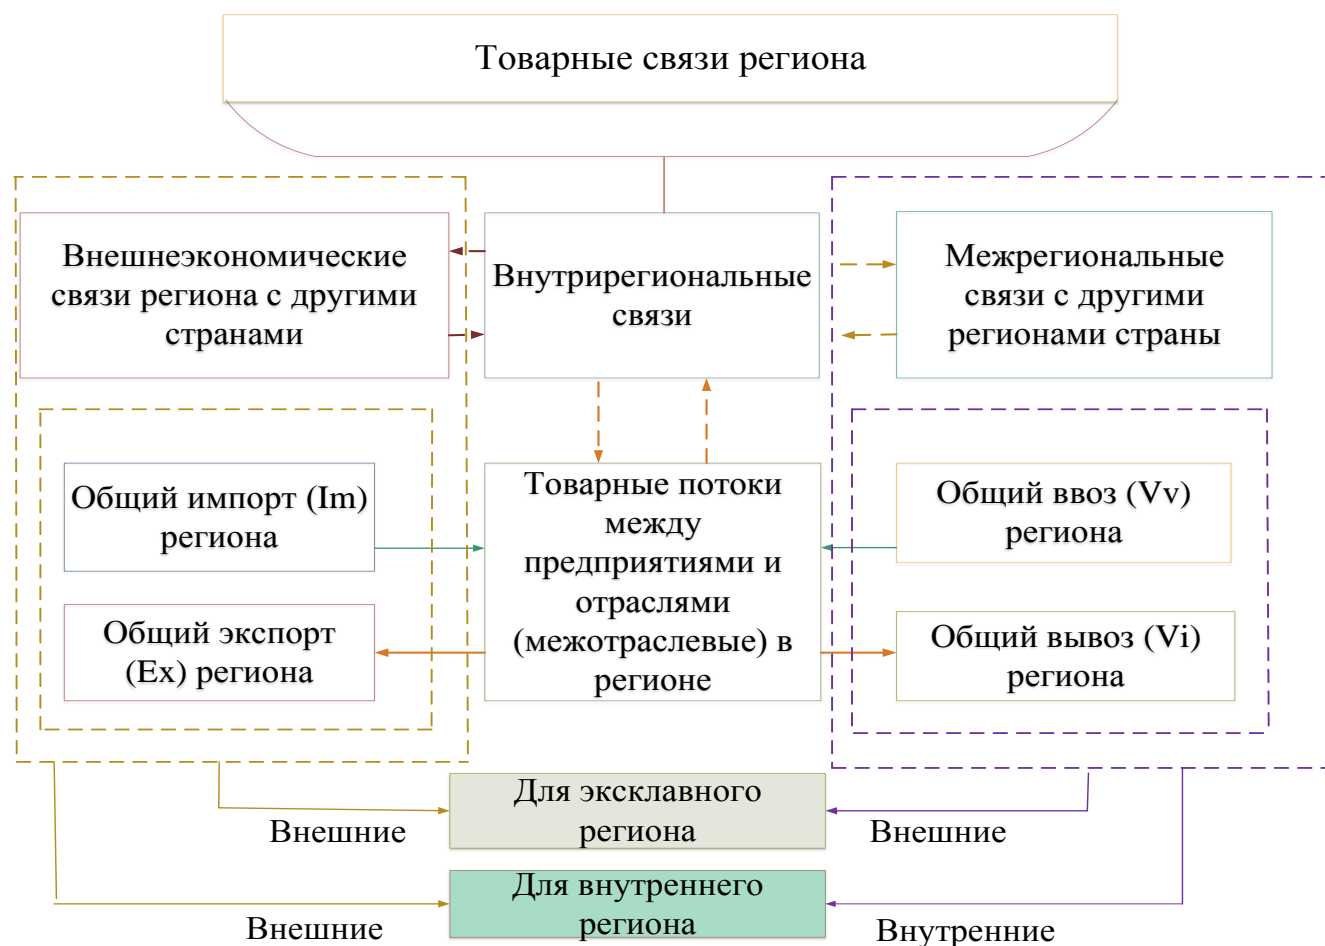 Товарные связи региона
Внешнеэкономические
связи региона с другими
странами
Внутрирегиональные
связи
Межрегиональные
связи с другими
регионами страны
Общий импорт (Im)
региона
Общий экспорт
(Ex) региона
Товарные потоки
между
предприятиями и
отраслями
(межотраслевые) в
регионе
Общий ввоз (Vv)
региона
Общий вывоз (Vi)
региона
Для эксклавного
региона
Внешние
Внешние
Для внутреннего
региона
Внешние
Внутренние